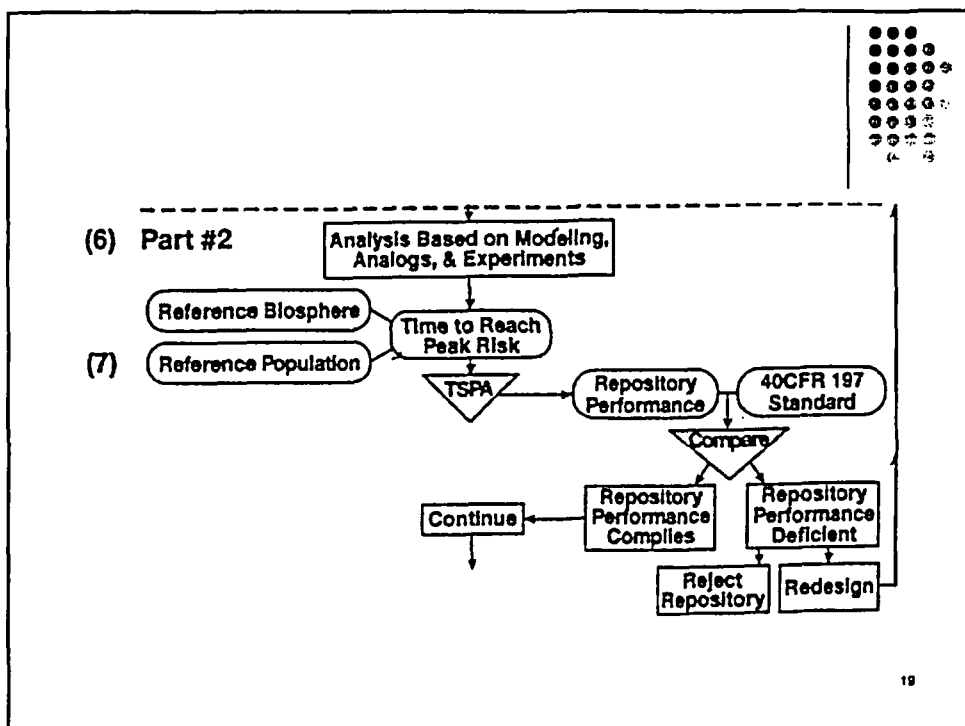 (6) Part #2
Analysis Based on Modeling,
Analogs, & Experiments
Reference Biosphere
Time to Reach
Peak Risk
(7)
Reference Population
TSPA
Repository
Performance
40CFR 197
Standard
Compare
Continue
Repository
Performance
Complies
Repository
Performance
Deficient
Reject
Repository
Redesign
19